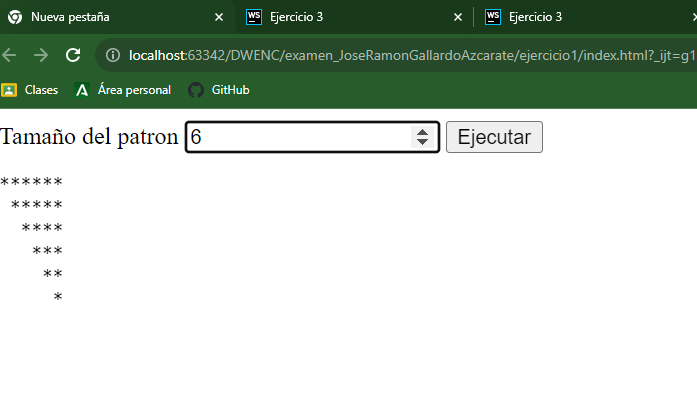 Nueva pestaña
WS Ejercicio 3
WS Ejercicio 3
localhost:63342/DWENC/examen_JoseRamonGallardoAzcarate/ejercicio1/index.html?_ijt=g1
Clases
Área personal
GitHub
Tamaño del patron 6 Ejecutar
******
 *****
  ****
   ***
    **
     *